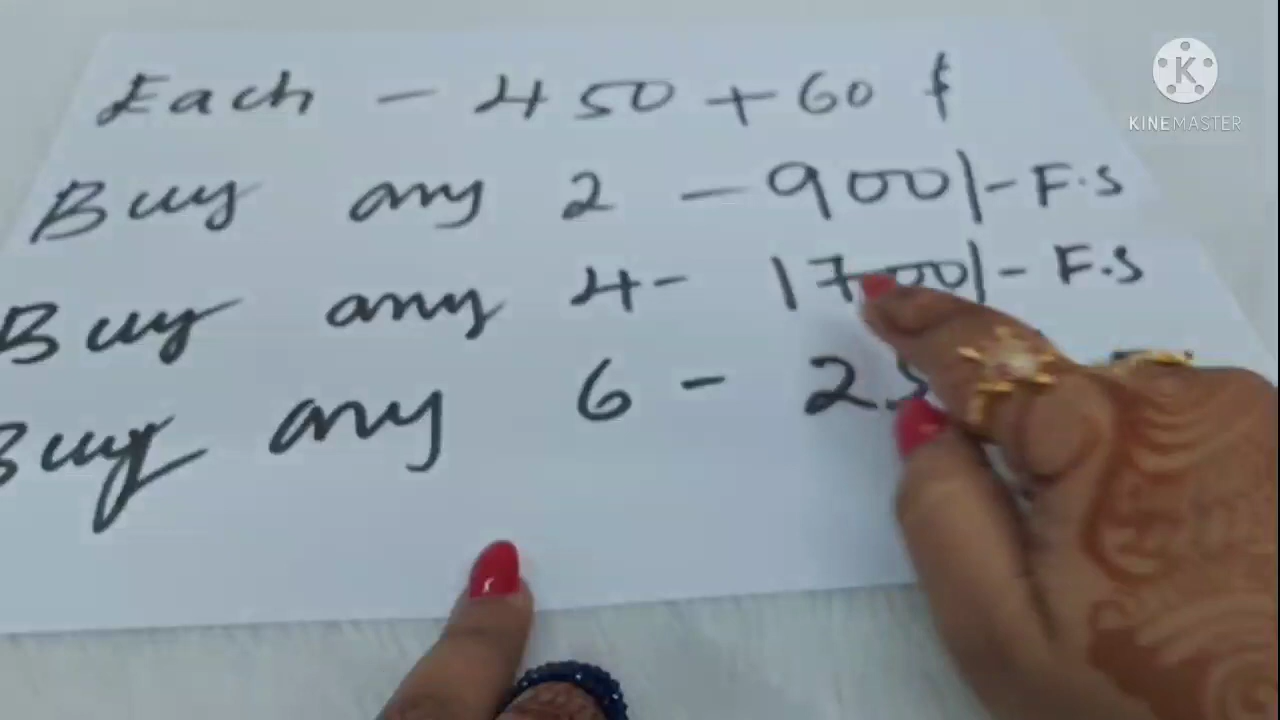 Each - 450 + 60 $
Buy any 2 - 900/- F.S
Buy any 4 - 1700/- F.S
Buy any 6 - 25
KINEMASTER